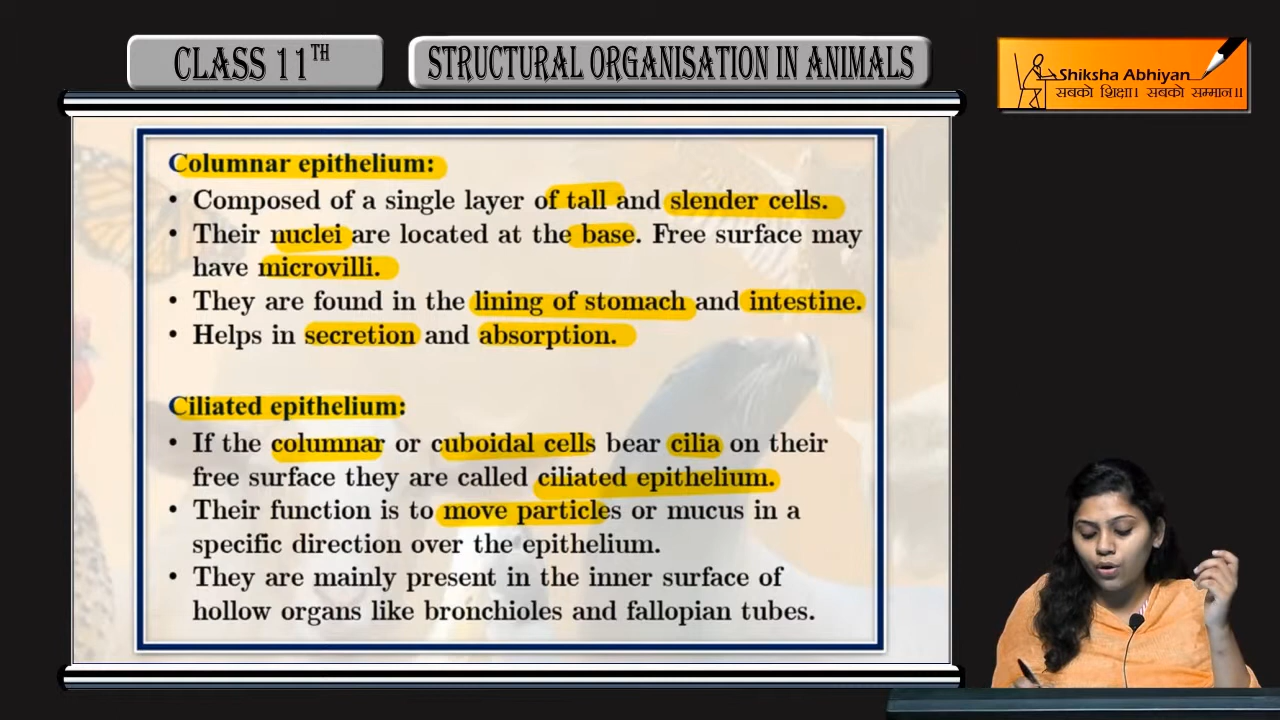 CLASS 11TH
STRUCTURAL ORGANISATION IN ANIMALS
Shiksha Abhiyan
सबको शिक्षा। सबको सम्मान।।
Columnar epithelium:
• Composed of a single layer of tall and slender cells.
• Their nuclei are located at the base. Free surface may
have microvilli.
• They are found in the lining of stomach and intestine.
• Helps in secretion and absorption.
Ciliated epithelium:
• If the columnar or cuboidal cells bear cilia on their
free surface they are called ciliated epithelium.
• Their function is to move particles or mucus in a
specific direction over the epithelium.
• They are mainly present in the inner surface of
hollow organs like bronchioles and fallopian tubes.